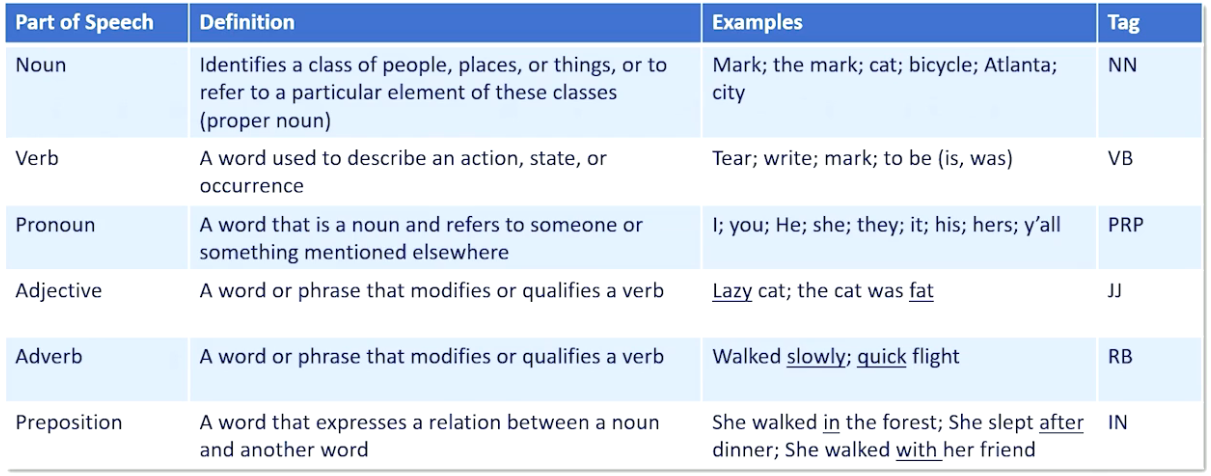 Part of Speech Definition Examples Tag
Noun Identifies a class of people, places, or things, or to Mark; the mark; cat; bicycle; Atlanta; NN
refer to a particular element of these classes city
(proper noun)
Verb A word used to describe an action, state, or Tear; write; mark; to be (is, was) VB
occurrence
Pronoun A word that is a noun and refers to someone or I; you; He; she; they; it; his; hers; y’all PRP
something mentioned elsewhere
Adjective A word or phrase that modifies or qualifies a verb Lazy cat; the cat was fat JJ
Adverb A word or phrase that modifies or qualifies a verb Walked slowly; quick flight RB
Preposition A word that expresses a relation between a noun She walked in the forest; She slept after IN
and another word dinner; She walked with her friend